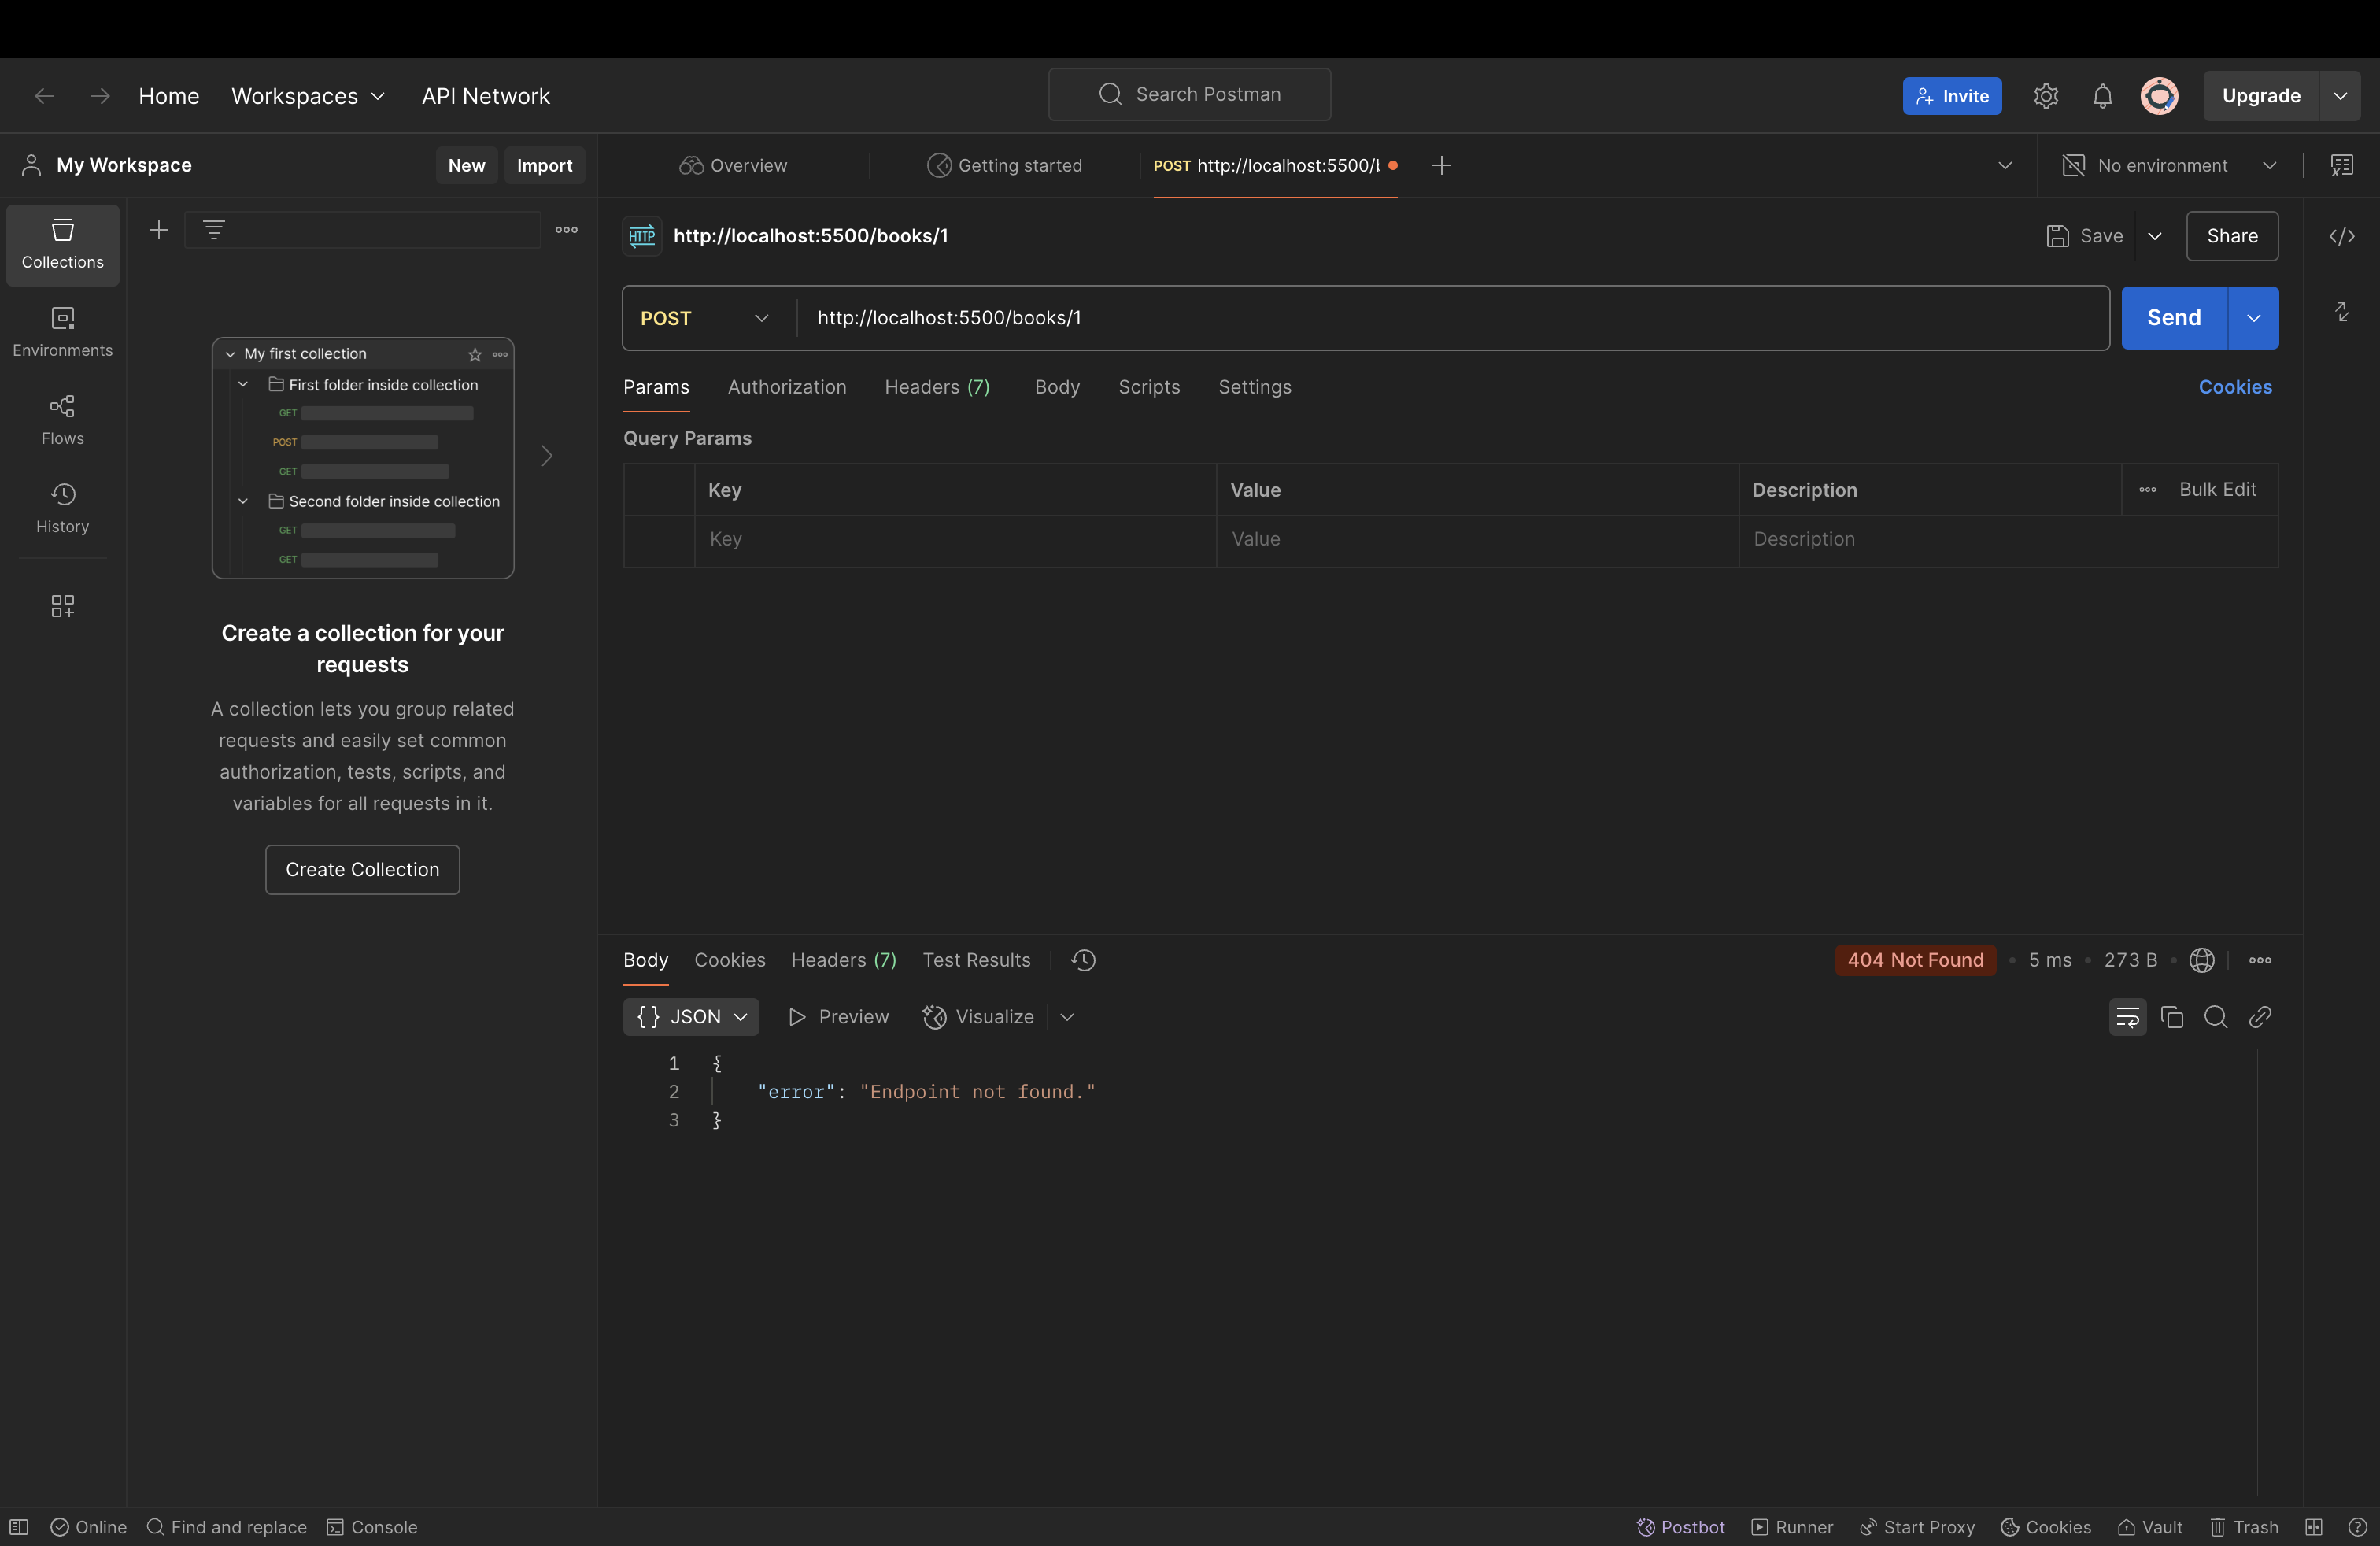 Home Workspaces API Network
Search Postman
Invite
Upgrade
My Workspace
New
Import
Overview
Getting started
POST http://localhost:5500/b
No environment
Collections
Environments
Flows
History
My first collection
First folder inside collection
GET
POST
GET
Second folder inside collection
GET
GET
Create a collection for your
requests
A collection lets you group related
requests and easily set common
authorization, tests, scripts, and
variables for all requests in it.
Create Collection
HTTP http://localhost:5500/books/1
Save
Share
POST http://localhost:5500/books/1
Send
Params Authorization Headers (7) Body Scripts Settings
Cookies
Query Params
Key Value Description Bulk Edit
Key Value Description
Body Cookies Headers (7) Test Results
404 Not Found • 5 ms • 273 B •
{} JSON Preview Visualize
1 {
2 "error": "Endpoint not found."
3 }
Online Find and replace Console
Postbot Runner Start Proxy Cookies Vault Trash